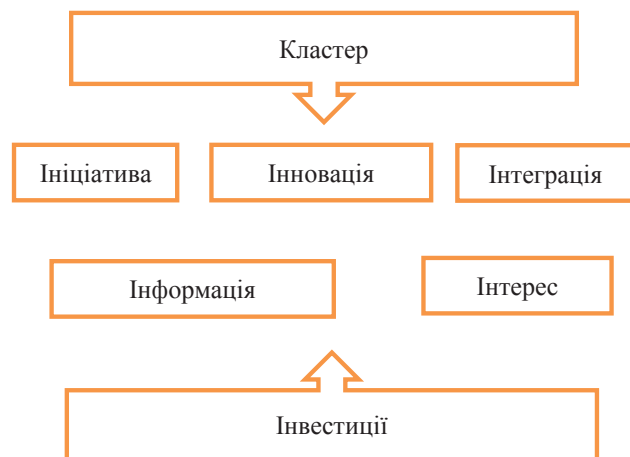 Кластер
Ініціатива
Інновація
Інтеграція
Інформація
Інтерес
Інвестиції